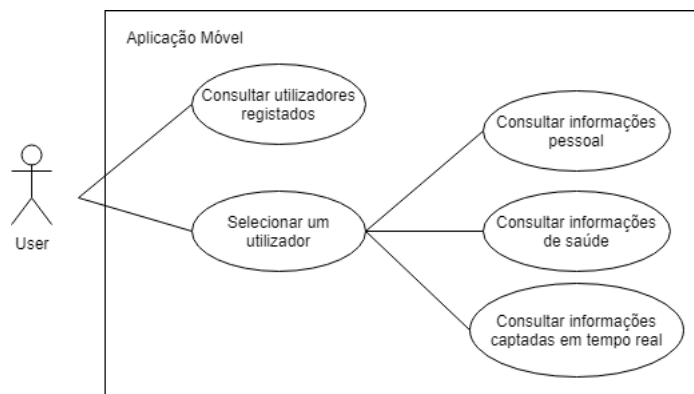 Aplicação Móvel
Consultar utilizadores
registados
Consultar informações
pessoal
User
Selecionar um
utilizador
Consultar informações
de saúde
Consultar informações
captadas em tempo real